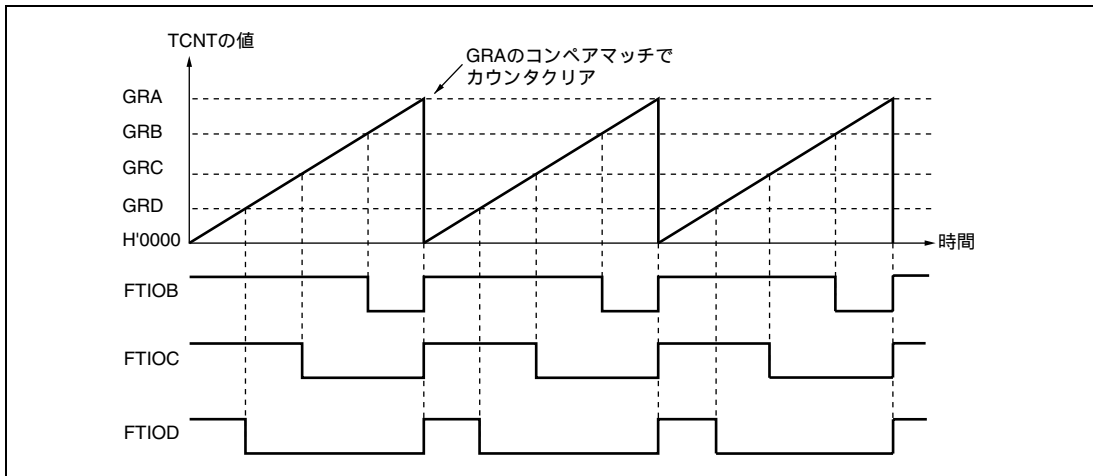 TCNTの値
GRAのコンペアマッチで
カウンタクリア
GRA
GRB
GRC
GRD
H'0000
時間
FTIOB
FTIOC
FTIOD